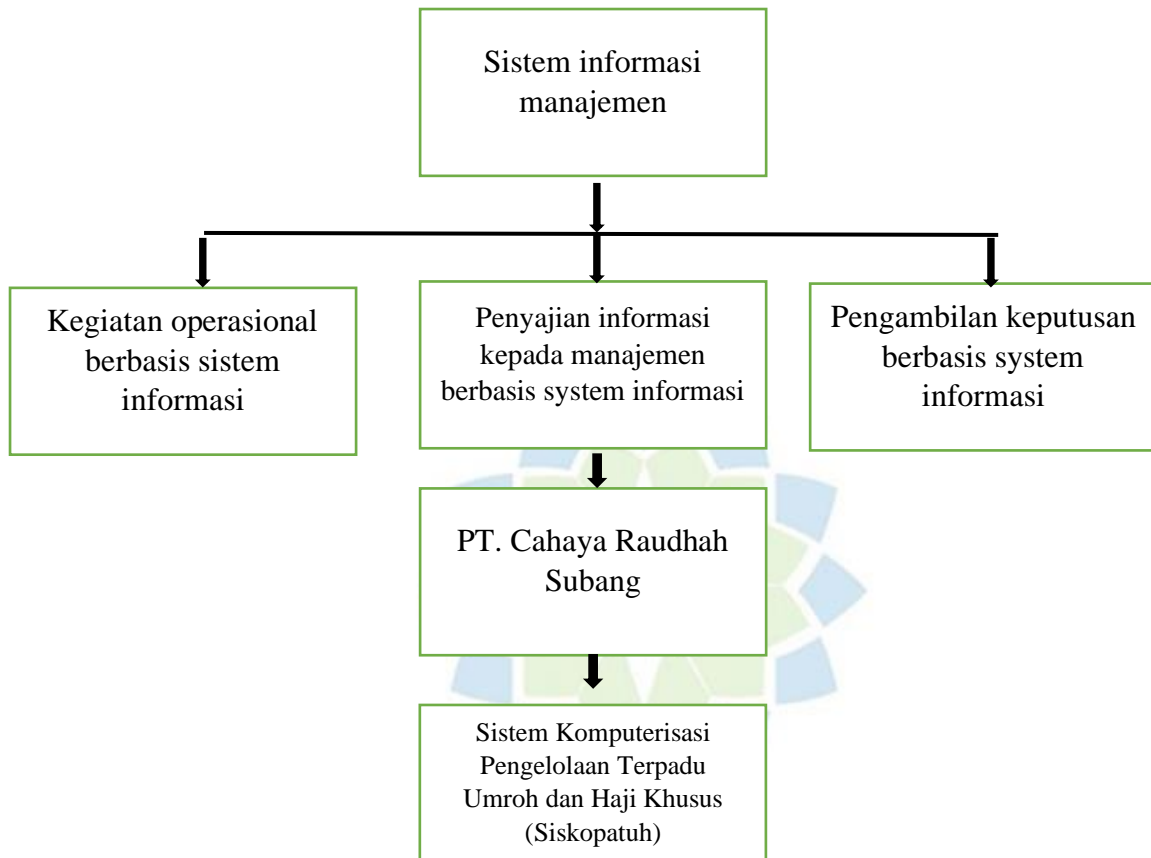 Sistem informasi
manajemen
Kegiatan operasional
berbasis sistem
informasi
Penyajian informasi
kepada manajemen
berbasis system informasi
Pengambilan keputusan
berbasis system
informasi
PT. Cahaya Raudhah
Subang
Sistem Komputerisasi
Pengelolaan Terpadu
Umroh dan Haji Khusus
(Siskopatuh)